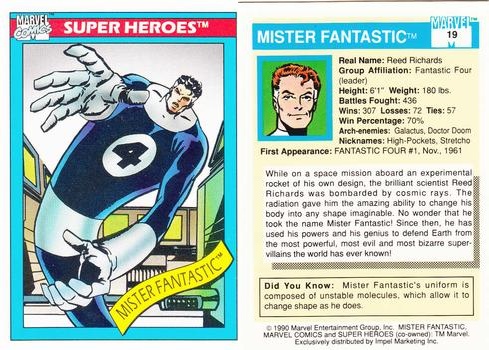 MARVEL
COMICS
SUPER HEROES™
4
MISTER FANTASTIC™
MISTER FANTASTIC™
MARVEL
19
Real Name: Reed Richards
Group Affiliation: Fantastic Four
(leader)
Height: 6'1" Weight: 180 lbs.
Battles Fought: 436
Wins: 307 Losses: 72 Ties: 57
Win Percentage: 70%
Arch-enemies: Galactus, Doctor Doom
Nicknames: High-Pockets, Stretcho
First Appearance: FANTASTIC FOUR #1, Nov., 1961
While on a space mission aboard an experimental
rocket of his own design, the brilliant scientist Reed
Richards was bombarded by cosmic rays. The
radiation gave him the amazing ability to change his
body into any shape imaginable. No wonder that he
took the name Mister Fantastic! Since then, he has
used his powers and his genius to defend Earth from
the most powerful, most evil and most bizarre super-
villains the world has ever known!
Did You Know: Mister Fantastic's uniform is
composed of unstable molecules, which allow it to
change shape as he does.
© 1990 Marvel Entertainment Group, Inc. MISTER FANTASTIC,
MARVEL COMICS and SUPER HEROES (co-owned): TM Marvel.
Exclusively distributed by Impel Marketing Inc.